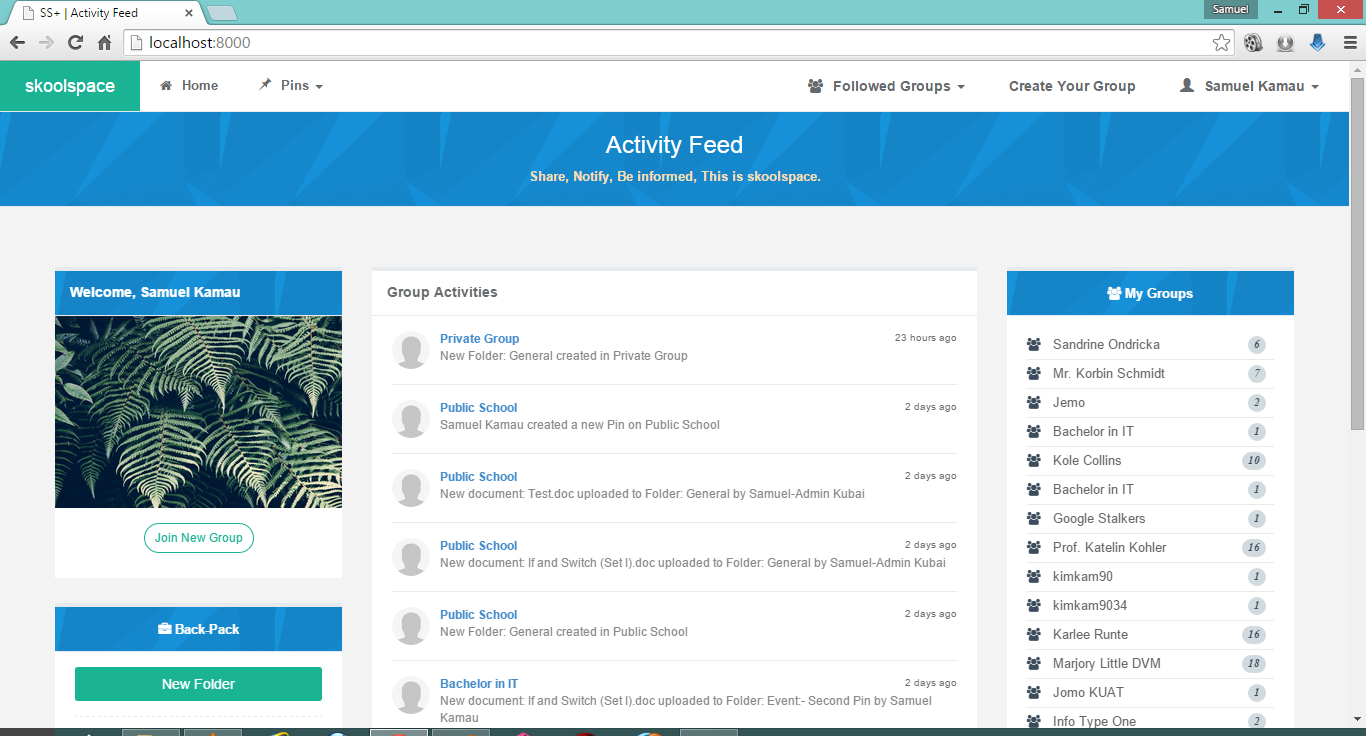 SS+ | Activity Feed
Samuel
localhost:8000
skoolspace
Home
Pins
Followed Groups
Create Your Group
Samuel Kamau
Activity Feed
Share, Notify, Be informed, This is skoolspace.
Welcome, Samuel Kamau
Join New Group
Back-Pack
New Folder
Group Activities
Private Group
23 hours ago
New Folder: General created in Private Group
Public School
2 days ago
Samuel Kamau created a new Pin on Public School
Public School
2 days ago
New document: Test.doc uploaded to Folder: General by Samuel-Admin Kubai
Public School
2 days ago
New document: If and Switch (Set I).doc uploaded to Folder: General by Samuel-Admin Kubai
Public School
2 days ago
New Folder: General created in Public School
Bachelor in IT
2 days ago
New document: If and Switch (Set I).doc uploaded to Folder: Event:- Second Pin by Samuel
Kamau
My Groups
Sandrine Ondricka 6
Mr. Korbin Schmidt 7
Jemo 2
Bachelor in IT 1
Kole Collins 10
Bachelor in IT 1
Google Stalkers 1
Prof. Katelin Kohler 16
kimkam90 1
kimkam9034 1
Karlee Runte 16
Marjory Little DVM 18
Jomo KUAT 1
Info Type One 2